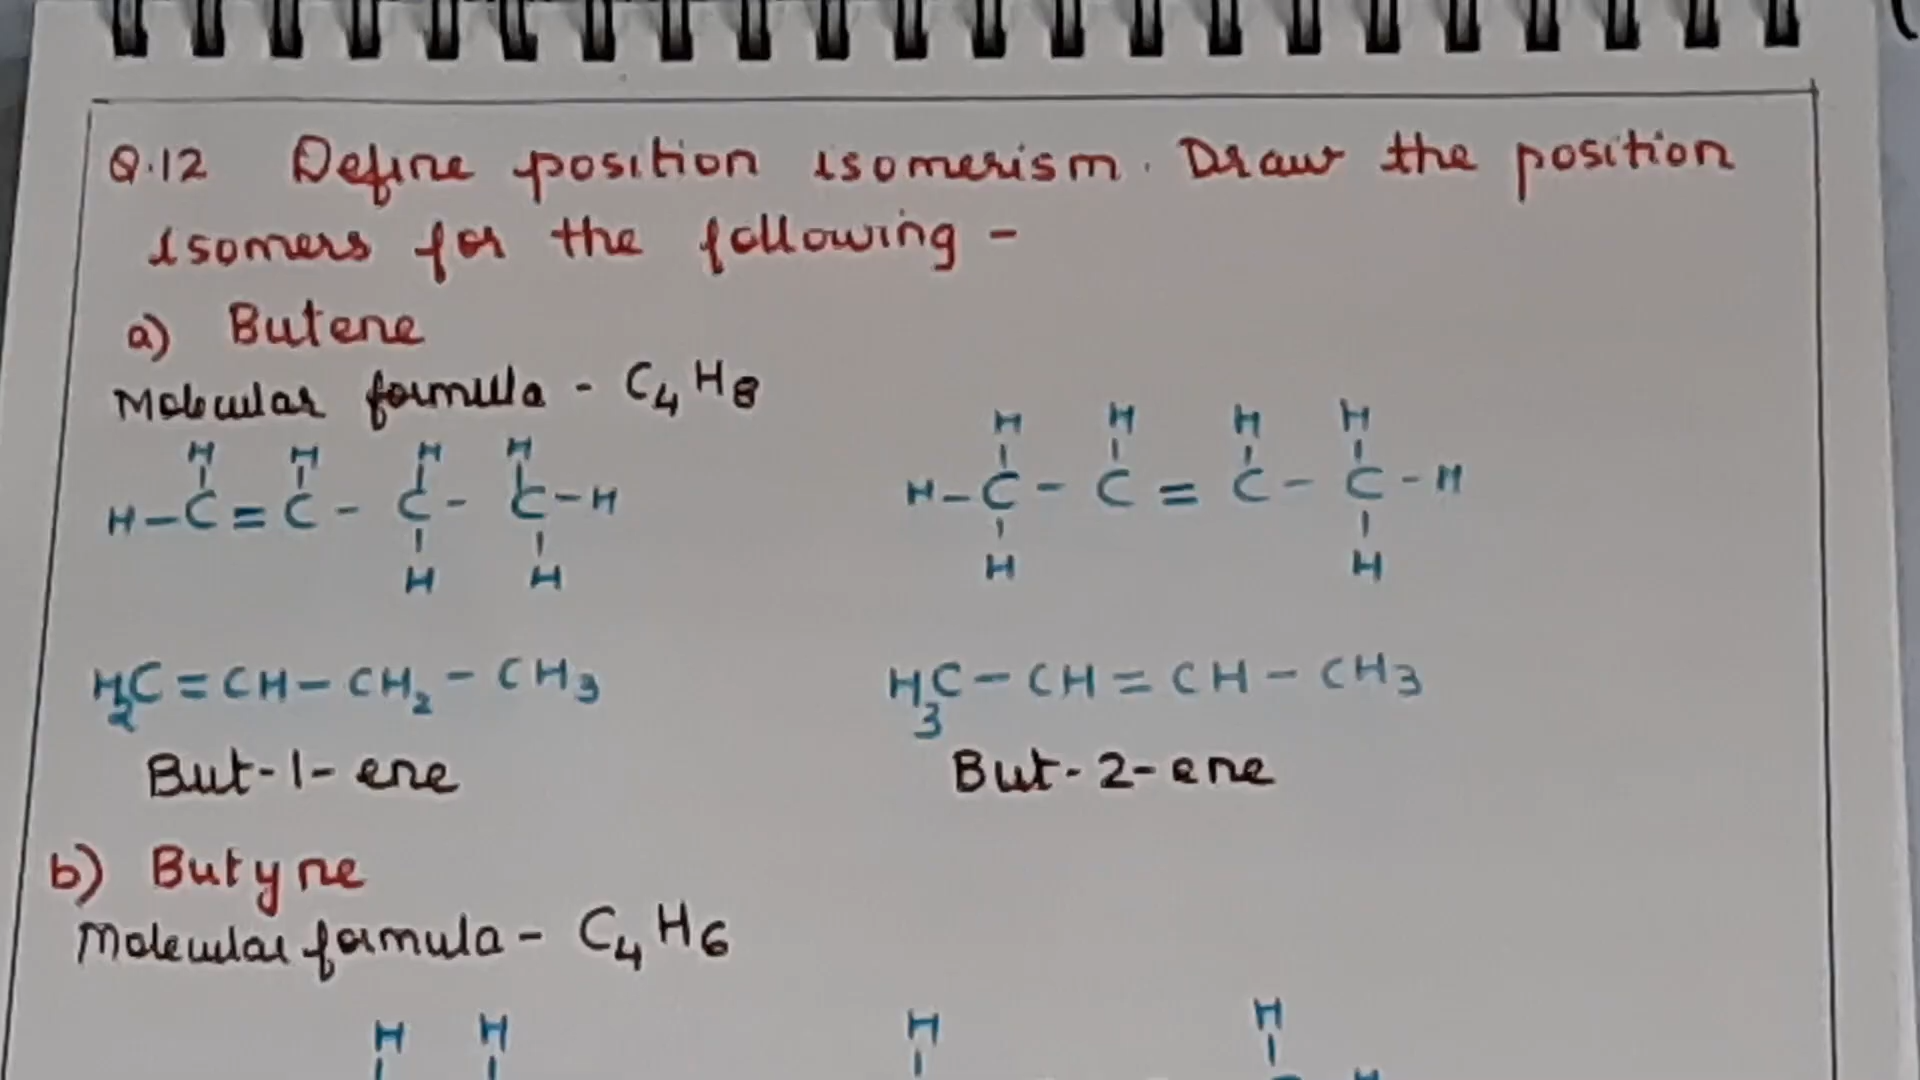 Q.12 Define position isomerism. Draw the position
isomers for the following -
a) Butene
Molecular formula - C4H8
H H H H
H H H H
H-C=C-C-C-H
H-C-C=C-C-H
H H
H H
H2C=CH-CH2-CH3
H3C-CH=CH-CH3
But-1-ene
But-2-ene
b) Butyne
Molecular formula - C4H6
H H
H H
H